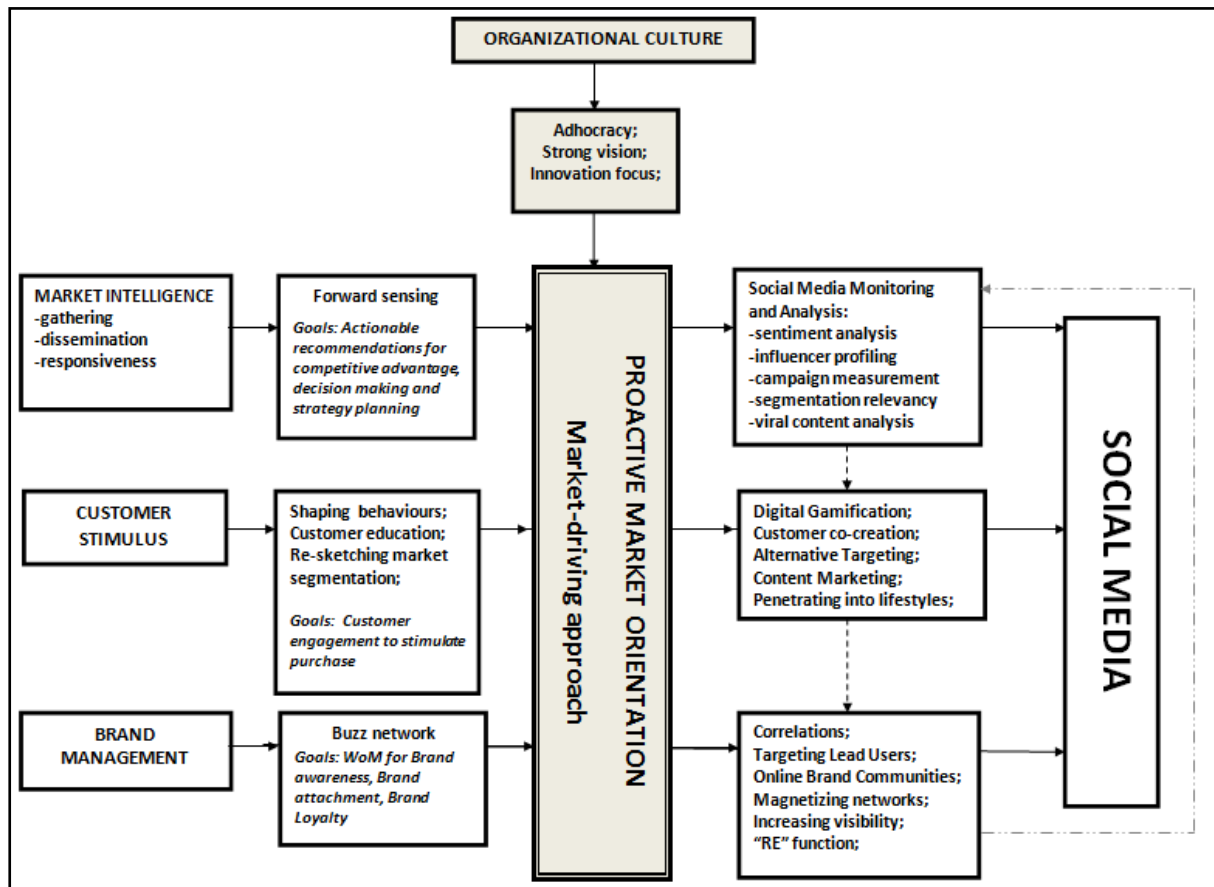 ORGANIZATIONAL CULTURE
Adhocracy;
Strong vision;
Innovation focus;
MARKET INTELLIGENCE
-gathering
-dissemination
-responsiveness
Forward sensing
Goals: Actionable
recommendations for
competitive advantage,
decision making and
strategy planning
CUSTOMER
STIMULUS
Shaping behaviours;
Customer education;
Re-sketching market
segmentation;
Goals: Customer
engagement to stimulate
purchase
BRAND
MANAGEMENT
Buzz network
Goals: WoM for Brand
awareness, Brand
attachment, Brand
Loyalty
PROACTIVE MARKET ORIENTATION
Market-driving approach
Social Media Monitoring
and Analysis:
-sentiment analysis
-influencer profiling
-campaign measurement
-segmentation relevancy
-viral content analysis
Digital Gamification;
Customer co-creation;
Alternative Targeting;
Content Marketing;
Penetrating into lifestyles;
Correlations;
Targeting Lead Users;
Online Brand Communities;
Magnetizing networks;
Increasing visibility;
“RE” function;
SOCIAL MEDIA